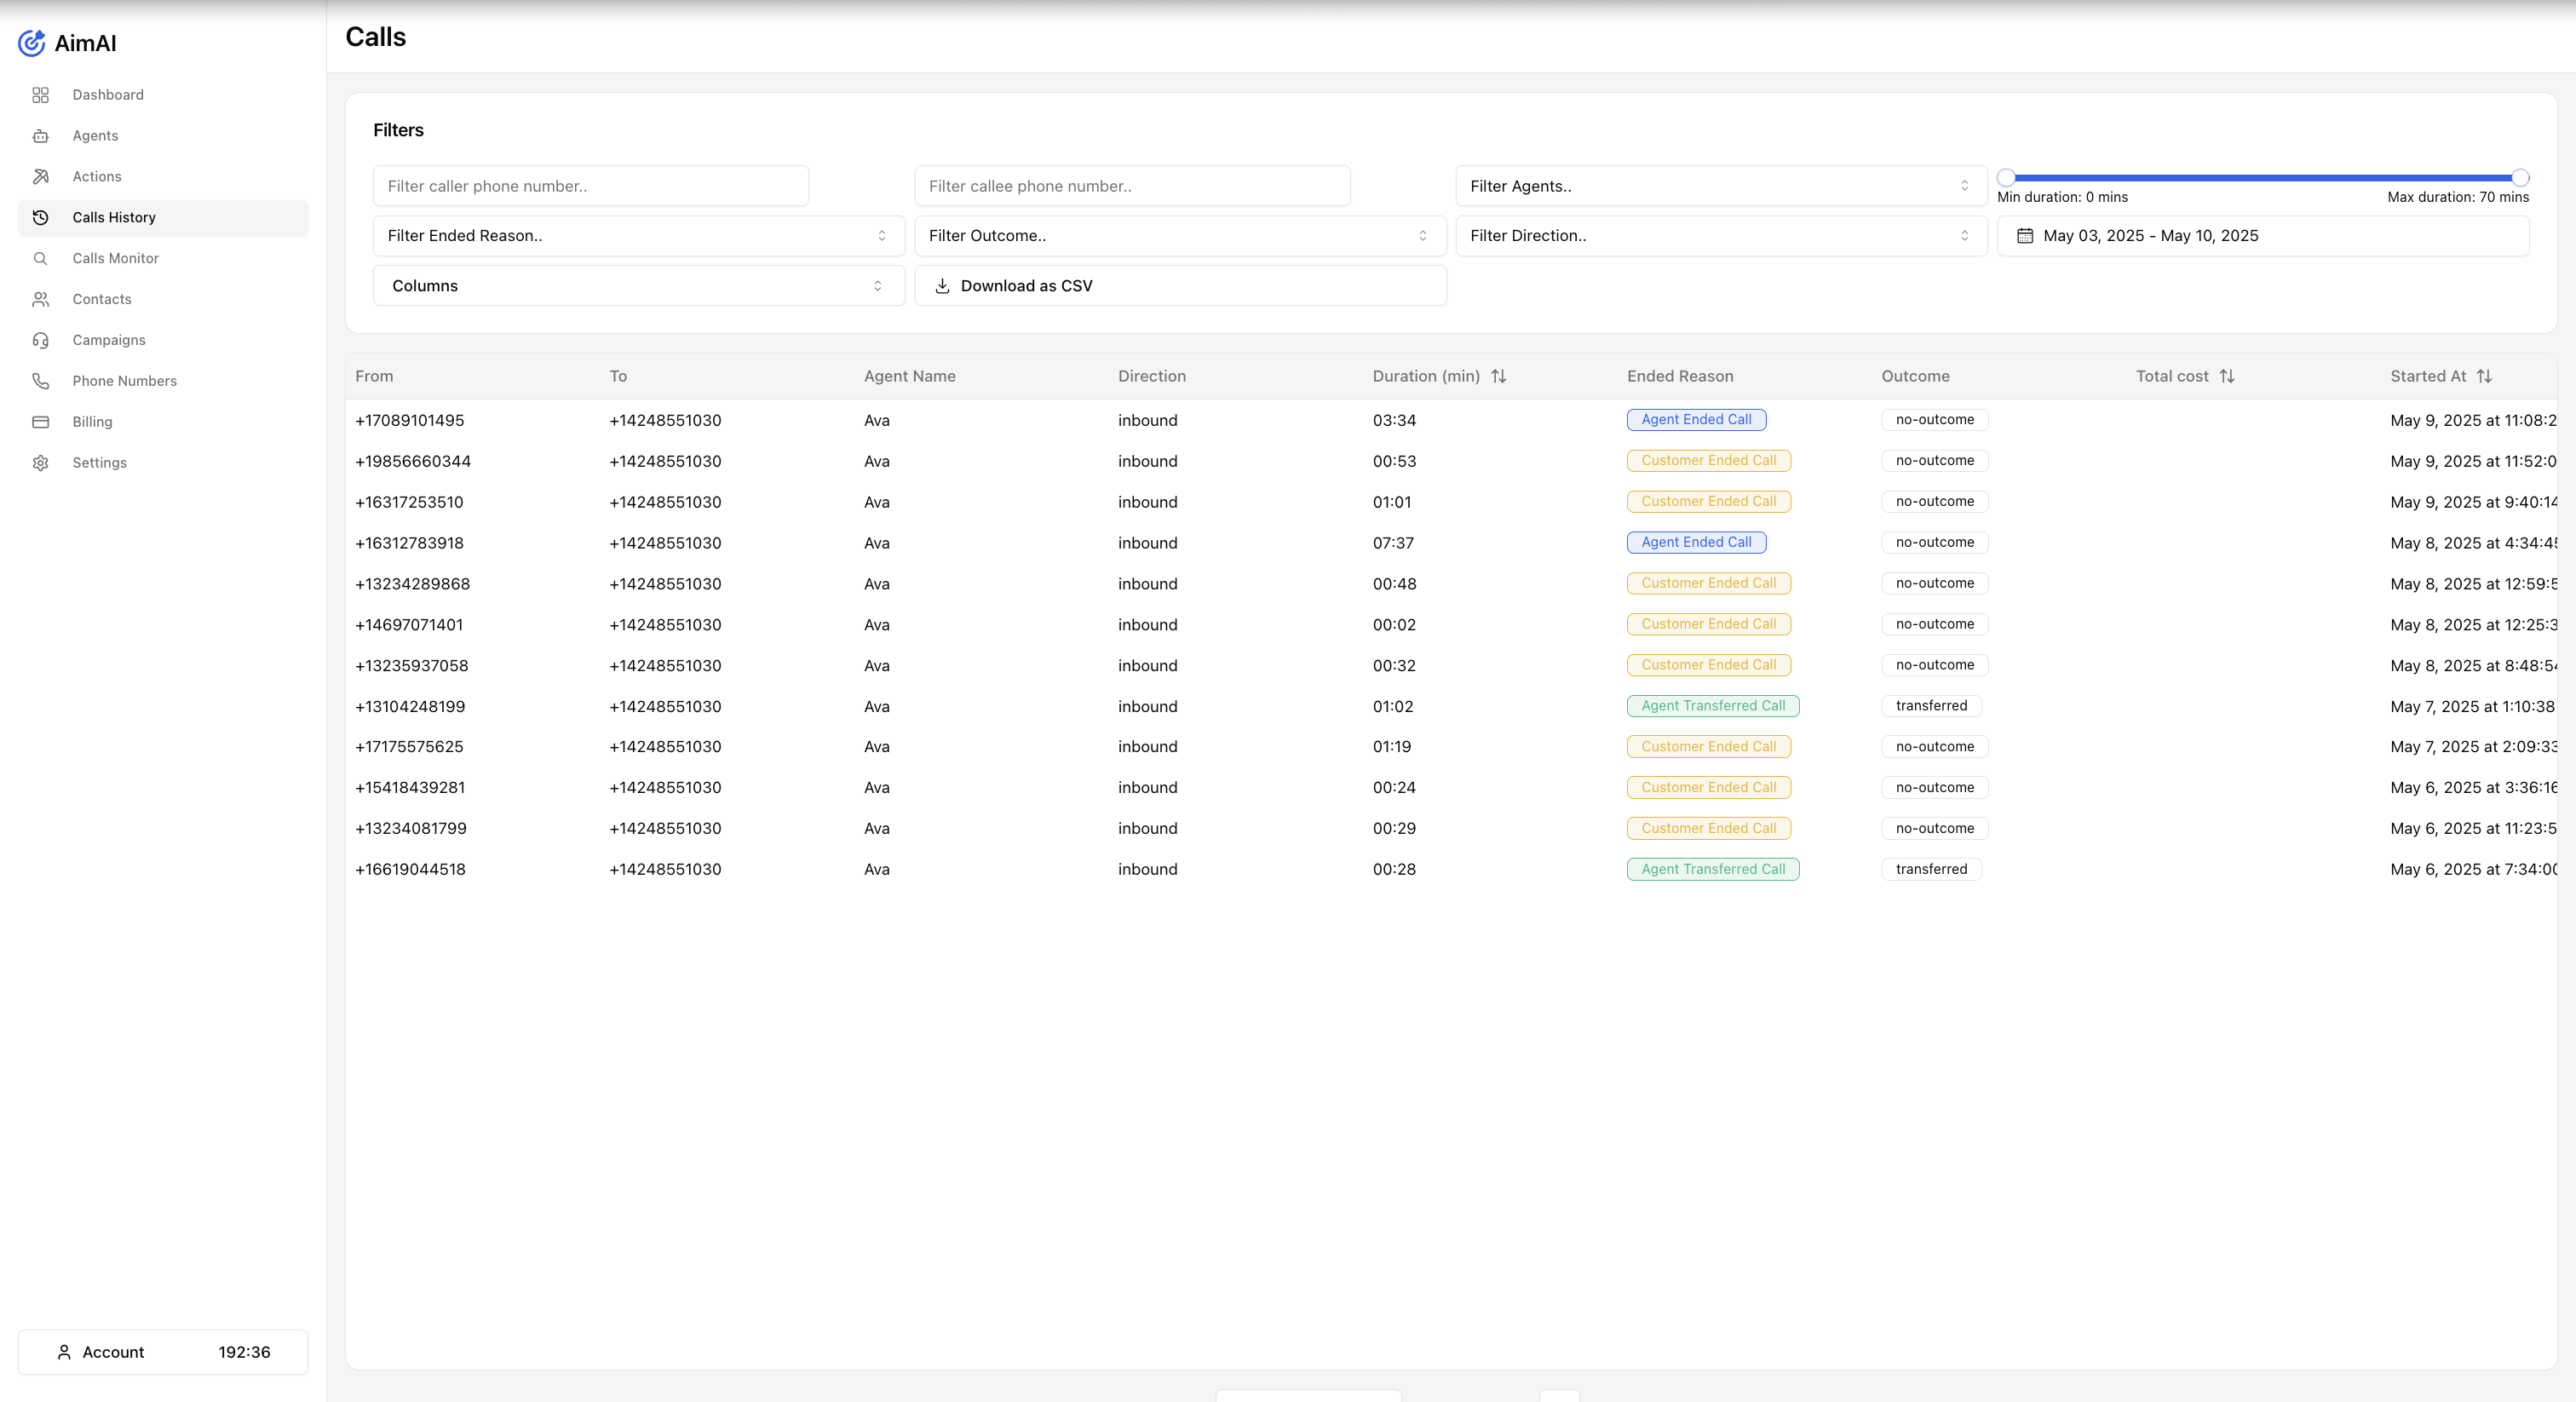 AimAI
Dashboard
Agents
Actions
Calls History
Calls Monitor
Contacts
Campaigns
Phone Numbers
Billing
Settings
Account 192:36
Calls
Filters
Filter caller phone number.. Filter callee phone number.. Filter Agents..
Min duration: 0 mins Max duration: 70 mins
Filter Ended Reason.. Filter Outcome.. Filter Direction.. May 03, 2025 - May 10, 2025
Columns Download as CSV
From To Agent Name Direction Duration (min) Ended Reason Outcome Total cost Started At
+17089101495 +14248551030 Ava inbound 03:34 Agent Ended Call no-outcome May 9, 2025 at 11:08:2
+19856660344 +14248551030 Ava inbound 00:53 Customer Ended Call no-outcome May 9, 2025 at 11:52:0
+16317253510 +14248551030 Ava inbound 01:01 Customer Ended Call no-outcome May 9, 2025 at 9:40:14
+16312783918 +14248551030 Ava inbound 07:37 Agent Ended Call no-outcome May 8, 2025 at 4:34:45
+13234289868 +14248551030 Ava inbound 00:48 Customer Ended Call no-outcome May 8, 2025 at 12:59:5
+14697071401 +14248551030 Ava inbound 00:02 Customer Ended Call no-outcome May 8, 2025 at 12:25:3
+13235937058 +14248551030 Ava inbound 00:32 Customer Ended Call no-outcome May 8, 2025 at 8:48:54
+13104248199 +14248551030 Ava inbound 01:02 Agent Transferred Call transferred May 7, 2025 at 1:10:38
+17175575625 +14248551030 Ava inbound 01:19 Customer Ended Call no-outcome May 7, 2025 at 2:09:33
+15418439281 +14248551030 Ava inbound 00:24 Customer Ended Call no-outcome May 6, 2025 at 3:36:16
+13234081799 +14248551030 Ava inbound 00:29 Customer Ended Call no-outcome May 6, 2025 at 11:23:5
+16619044518 +14248551030 Ava inbound 00:28 Agent Transferred Call transferred May 6, 2025 at 7:34:00